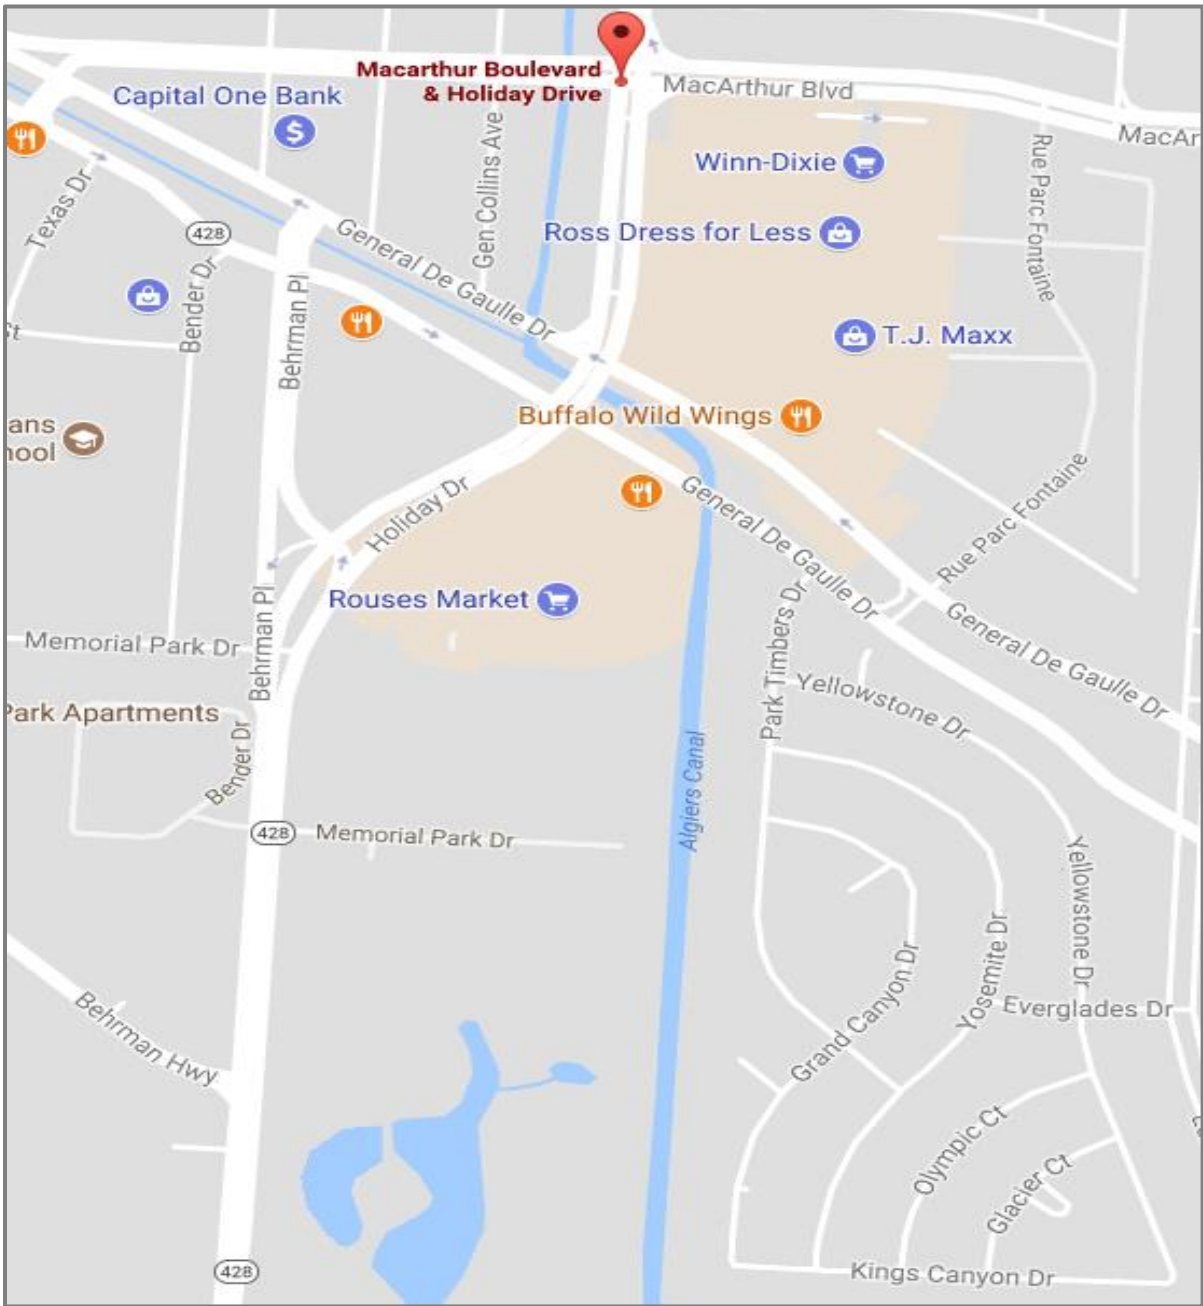 Macarthur Boulevard
& Holiday Drive
MacArthur Blvd
Capital One Bank
$
MacAr
Winn-Dixie
Rue Parc Fontaine
Texas Dr
Gen Collins Ave
428
Ross Dress for Less
General De Gaulle Dr
Bender Dr
Behrman Pl
St
T.J. Maxx
Buffalo Wild Wings
ans
hool
Holiday Dr
General De Gaulle Dr
Rue Parc Fontaine
Rouses Market
Behrman Pl
Memorial Park Dr
Park Timbers Dr
General De Gaulle Dr
Park Apartments
Yellowstone Dr
Bender Dr
Algiers Canal
428
Memorial Park Dr
Yellowstone Dr
Grand Canyon Dr
Yosemite Dr
Everglades Dr
Behrman Hwy
Olympic Ct
Glacier Ct
428
Kings Canyon Dr